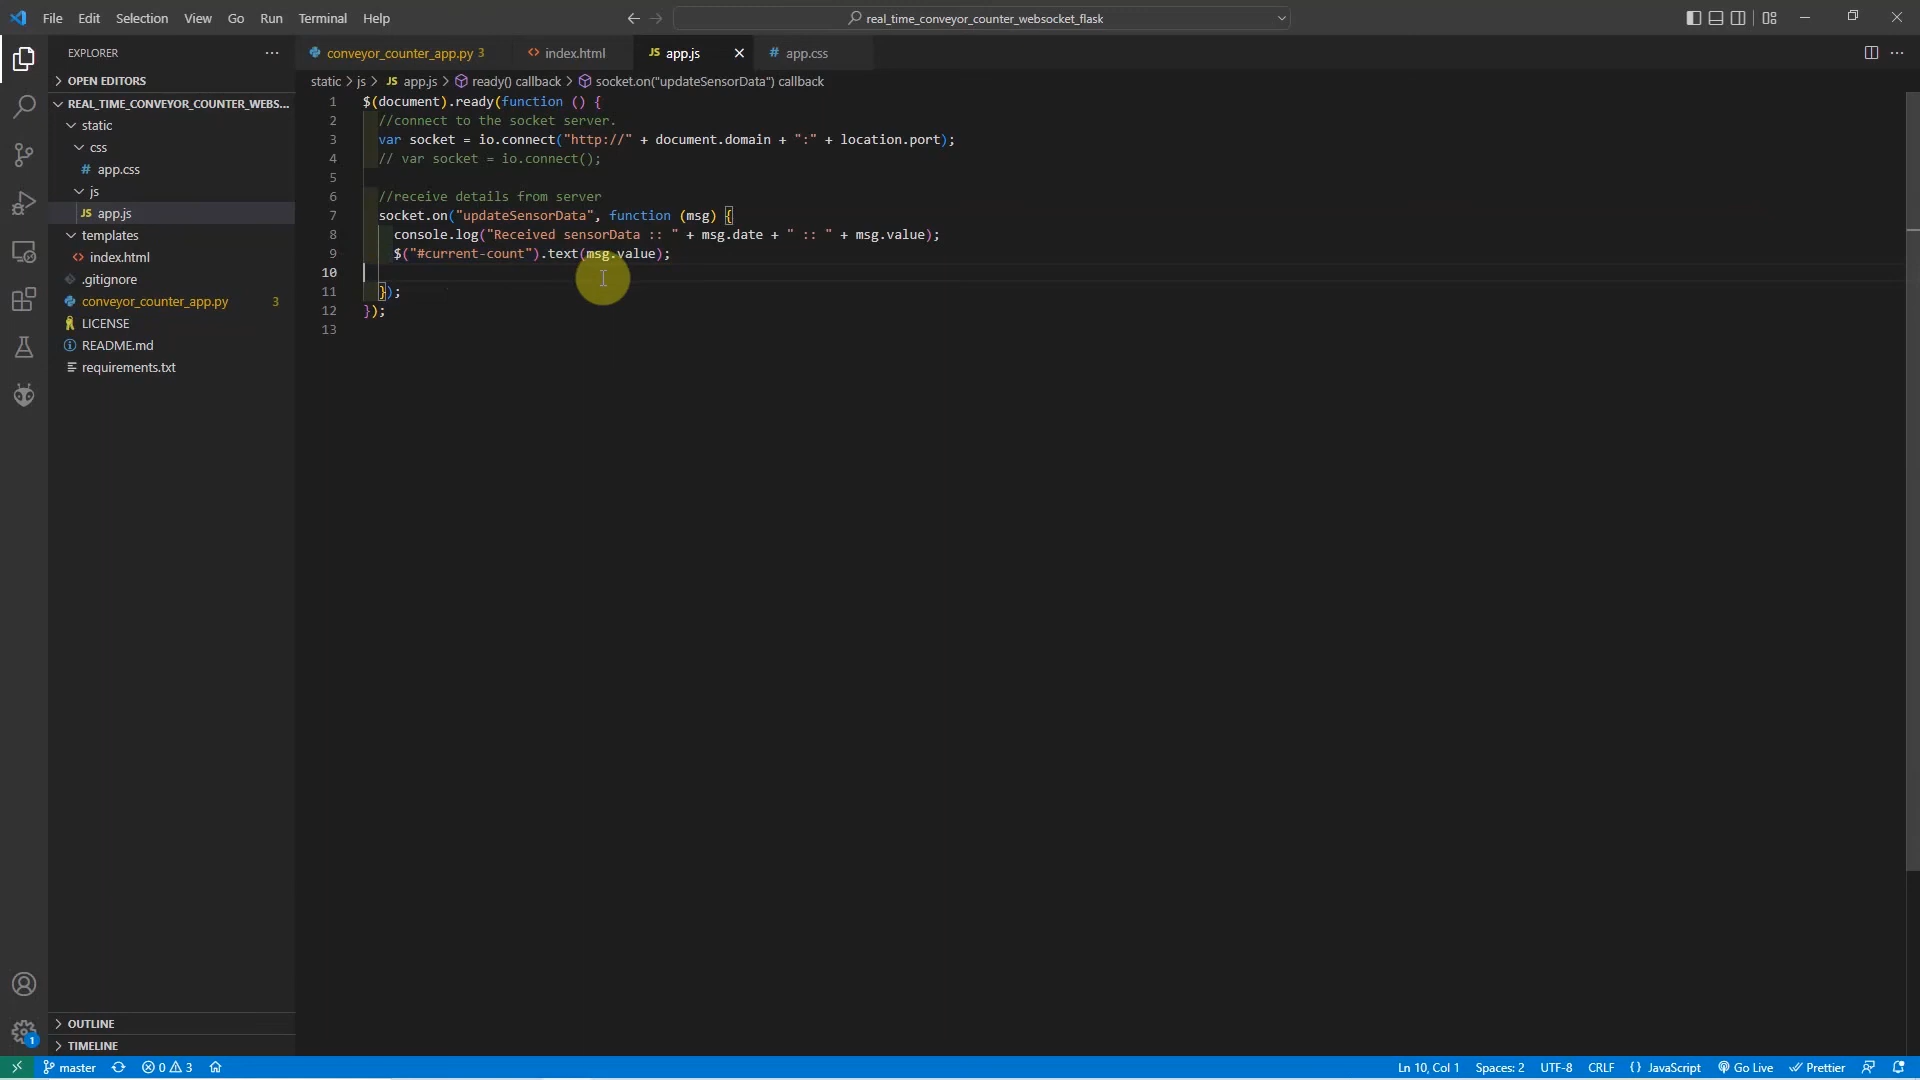 File Edit Selection View Go Run Terminal Help
real_time_conveyor_counter_websocket_flask
EXPLORER
OPEN EDITORS
REAL_TIME_CONVEYOR_COUNTER_WEBS...
static
css
# app.css
js
JS app.js
templates
<> index.html
.gitignore
conveyor_counter_app.py 3
LICENSE
README.md
requirements.txt
OUTLINE
TIMELINE
conveyor_counter_app.py 3
<> index.html
JS app.js
# app.css
static > js > JS app.js > ready() callback > socket.on("updateSensorData") callback
1 $(document).ready(function () {
2 //connect to the socket server.
3 var socket = io.connect("http://" + document.domain + ":" + location.port);
4 // var socket = io.connect();
5
6 //receive details from server
7 socket.on("updateSensorData", function (msg) {
8 console.log("Received sensorData :: " + msg.date + " :: " + msg.value);
9 $("#current-count").text(msg.value);
10
11 });
12 });
13
1
master 0 3 Ln 10, Col 1 Spaces: 2 UTF-8 CRLF {} JavaScript Go Live Prettier